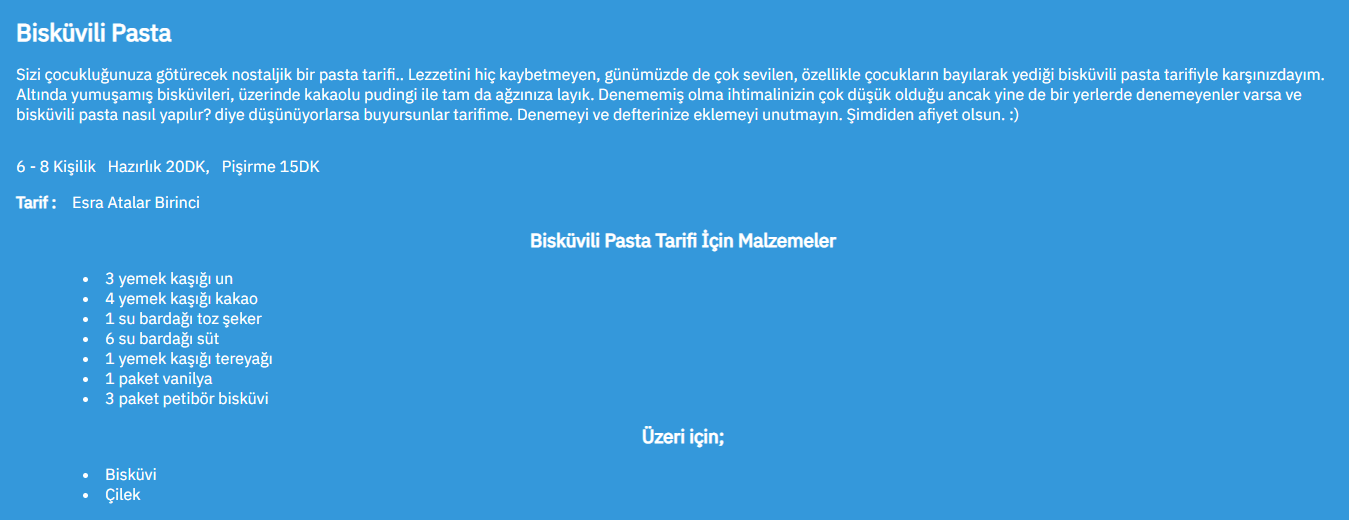 Bisküvili Pasta
Sizi çocukluğunuza götürecek nostaljik bir pasta tarifi.. Lezzetini hiç kaybetmeyen, günümüzde de çok sevilen, özellikle çocukların bayılarak yediği bisküvili pasta tarifiyle karşınızdayım.
Altında yumuşamış bisküvileri, üzerinde kakaolu pudingi ile tam da ağzınıza layık. Denememiş olma ihtimalinizin çok düşük olduğu ancak yine de bir yerlerde denemeyenler varsa ve
bisküvili pasta nasıl yapılır? diye düşünüyorlarsa buyursunlar tarifime. Denemeyi ve defterinize eklemeyi unutmayın. Şimdiden afiyet olsun. :)
6 - 8 Kişilik Hazırlık 20DK, Pişirme 15DK
Tarif : Esra Atalar Birinci
Bisküvili Pasta Tarifi İçin Malzemeler
• 3 yemek kaşığı un
• 4 yemek kaşığı kakao
• 1 su bardağı toz şeker
• 6 su bardağı süt
• 1 yemek kaşığı tereyağı
• 1 paket vanilya
• 3 paket petibör bisküvi
Üzeri için;
• Bisküvi
• Çilek